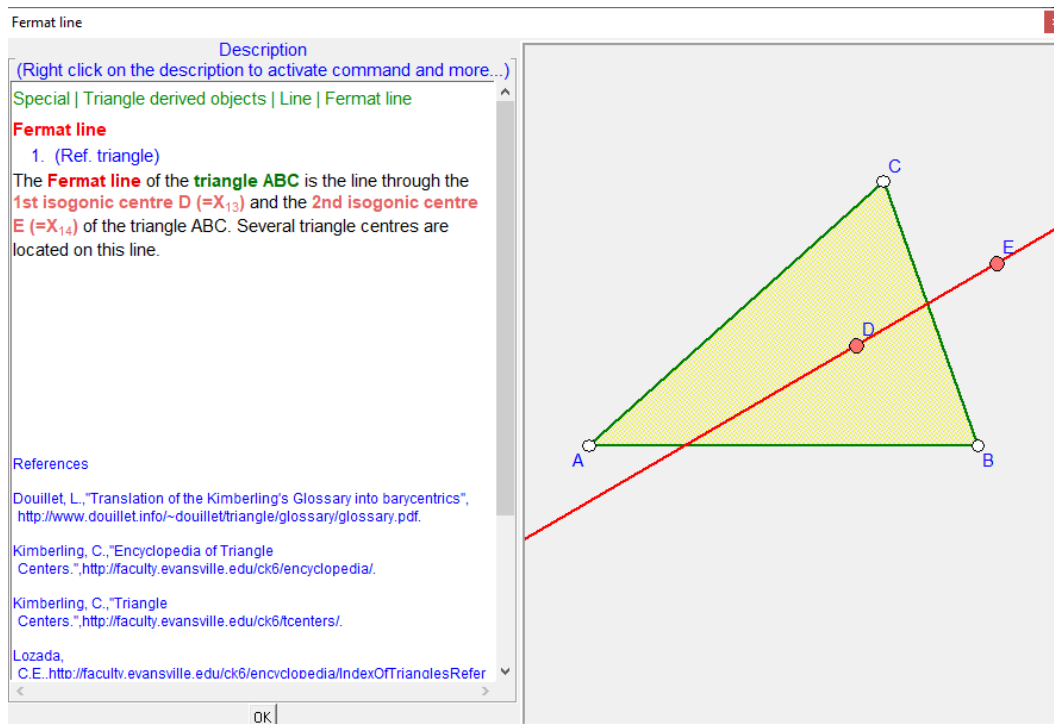 Fermat line
Description
(Right click on the description to activate command and more...)
Special | Triangle derived objects | Line | Fermat line
Fermat line
1. (Ref. triangle)
The Fermat line of the triangle ABC is the line through the
1st isogonic centre D (=X₁₃) and the 2nd isogonic centre
E (=X₁₄) of the triangle ABC. Several triangle centres are
located on this line.
References
Douillet, L.,"Translation of the Kimberling's Glossary into barycentrics",
http://www.douillet.info/~douillet/triangle/glossary/glossary.pdf.
Kimberling, C.,"Encyclopedia of Triangle
Centers.",http://faculty.evansville.edu/ck6/encyclopedia/.
Kimberling, C.,"Triangle
Centers.",http://faculty.evansville.edu/ck6/tcenters/.
Lozada,
C.E.,http://faculty.evansville.edu/ck6/encyclopedia/IndexOfTrianglesRefer
OK
C
E
D
A
B